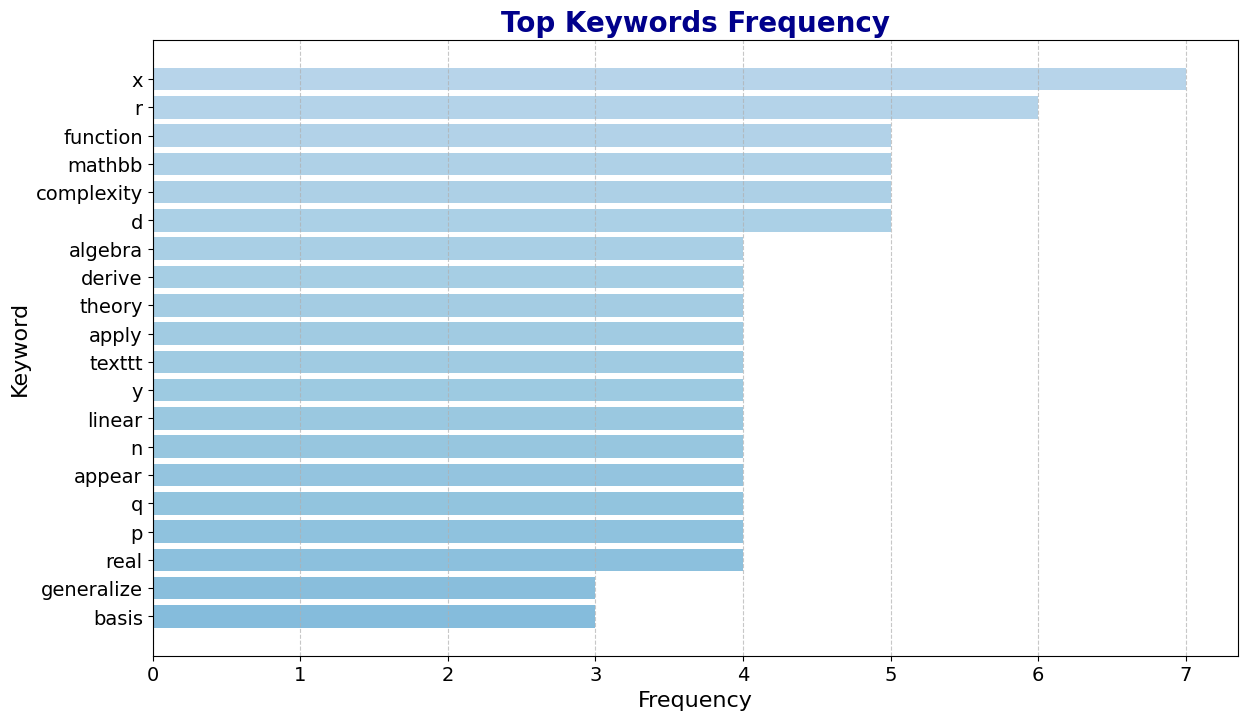 Top Keywords Frequency
x
r
function
mathbb
complexity
d
algebra
derive
theory
apply
texttt
y
linear
n
appear
q
p
real
generalize
basis
Keyword
0 1 2 3 4 5 6 7
Frequency